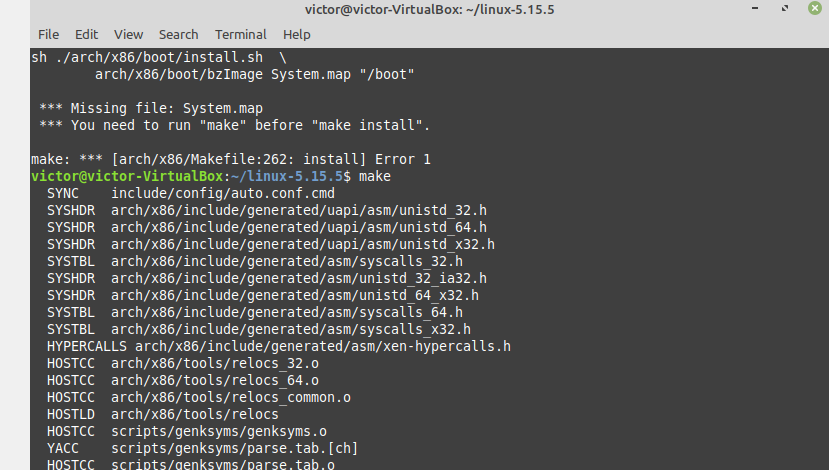 victor@victor-VirtualBox: ~/linux-5.15.5
File Edit View Search Terminal Help
sh ./arch/x86/boot/install.sh  \
        arch/x86/boot/bzImage System.map "/boot"
 *** Missing file: System.map
 *** You need to run "make" before "make install".
make: *** [arch/x86/Makefile:262: install] Error 1
victor@victor-VirtualBox:~/linux-5.15.5$ make
  SYNC    include/config/auto.conf.cmd
  SYSHDR  arch/x86/include/generated/uapi/asm/unistd_32.h
  SYSHDR  arch/x86/include/generated/uapi/asm/unistd_64.h
  SYSHDR  arch/x86/include/generated/uapi/asm/unistd_x32.h
  SYSTBL  arch/x86/include/generated/asm/syscalls_32.h
  SYSHDR  arch/x86/include/generated/asm/unistd_32_ia32.h
  SYSHDR  arch/x86/include/generated/asm/unistd_64_x32.h
  SYSTBL  arch/x86/include/generated/asm/syscalls_64.h
  SYSTBL  arch/x86/include/generated/asm/syscalls_x32.h
  HYPERCALLS arch/x86/include/generated/asm/xen-hypercalls.h
  HOSTCC  arch/x86/tools/relocs_32.o
  HOSTCC  arch/x86/tools/relocs_64.o
  HOSTCC  arch/x86/tools/relocs_common.o
  HOSTLD  arch/x86/tools/relocs
  HOSTCC  scripts/genksyms/genksyms.o
  YACC    scripts/genksyms/parse.tab.[ch]
  HOSTCC  scripts/genksyms/parse.tab.o